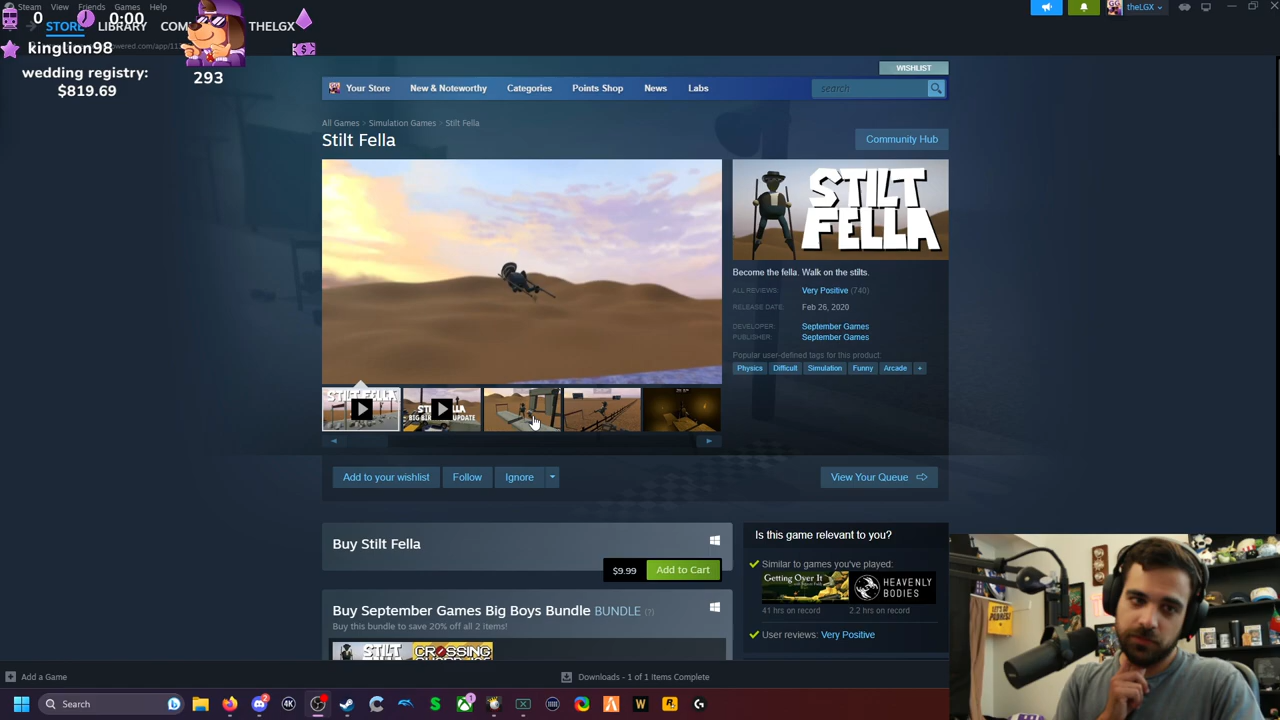 Steam View Friends Games Help
theLGX
0 0:00
STORE LIBRARY THELGX
kinglion98
wedding registry:
$819.69
293
WISHLIST
Your Store New & Noteworthy Categories Points Shop News Labs search
All Games > Simulation Games > Stilt Fella
Stilt Fella
Community Hub
STILT
FELLA
Become the fella. Walk on the stilts.
ALL REVIEWS: Very Positive (740)
RELEASE DATE: Feb 26, 2020
DEVELOPER: September Games
PUBLISHER: September Games
Popular user-defined tags for this product:
Physics Difficult Simulation Funny Arcade +
Add to your wishlist Follow Ignore View Your Queue
Buy Stilt Fella
$9.99 Add to Cart
Buy September Games Big Boys Bundle BUNDLE (?)
Buy this bundle to save 20% off all 2 items!
Is this game relevant to you?
Similar to games you've played:
Getting Over It
HEAVENLY
BODIES
41 hrs on record 2.2 hrs on record
User reviews: Very Positive
Add a Game Downloads - 1 of 1 Items Complete
Search